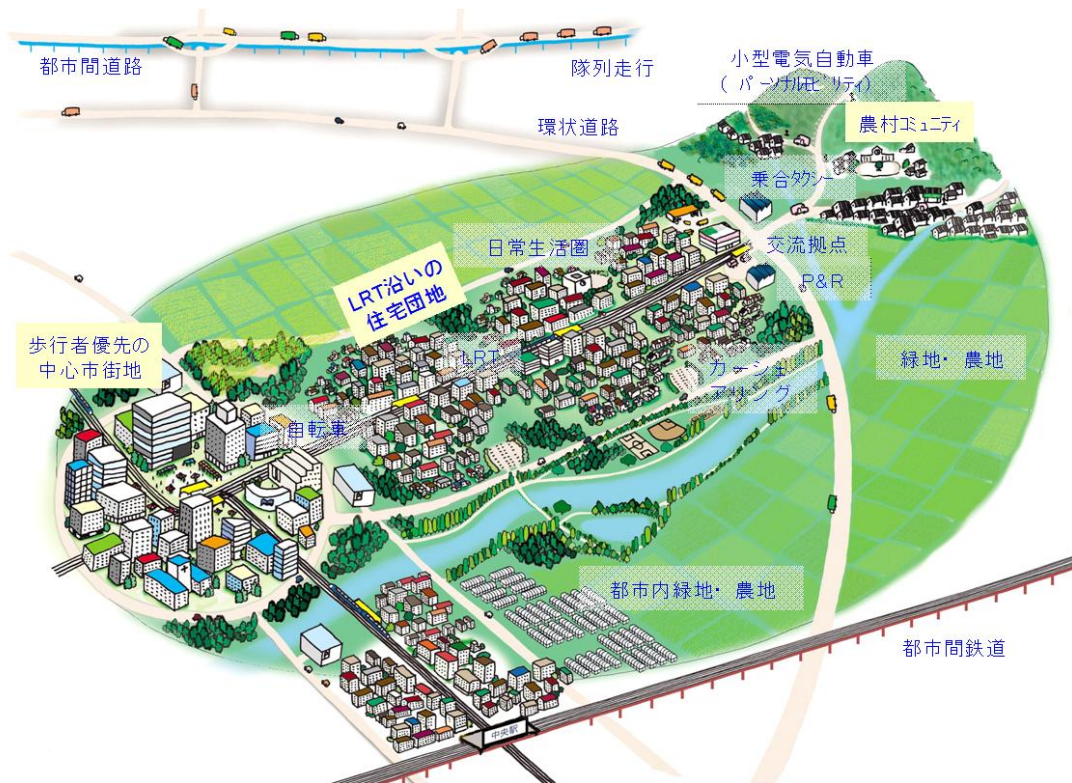 都市間道路
隊列走行
小型電気自動車
(パーソナルモビリティ)
環状道路
農村コミュニティ
乗合タクシー
日常生活圏
交流拠点
P&R
LRT沿いの
住宅団地
歩行者優先の
中心市街地
LRT
カーシェ
アリング
緑地・農地
自転車
都市内緑地・農地
都市間鉄道
中央駅